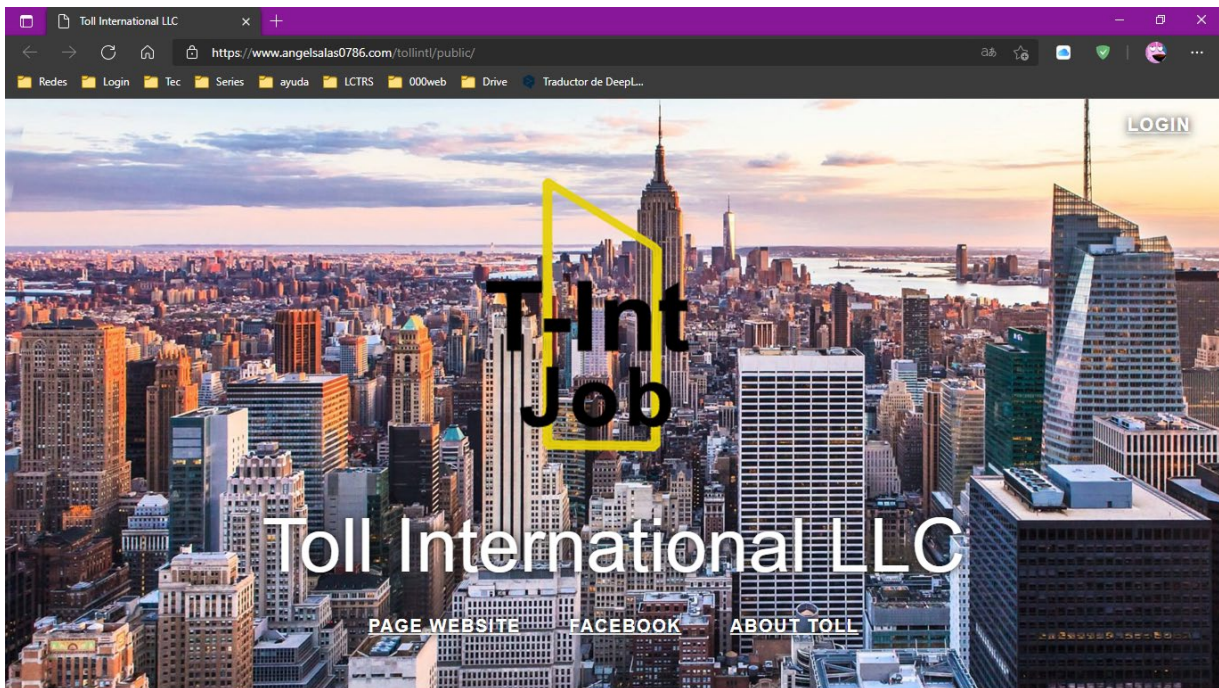 Toll International LLC
https://www.angelsalas0786.com/tollintl/public/
Redes Login Tec Series ayuda LCTRS 000web Drive Traductor de DeepL...
LOGIN
T-Int
Job
Toll International LLC
PAGE WEBSITE FACEBOOK ABOUT TOLL